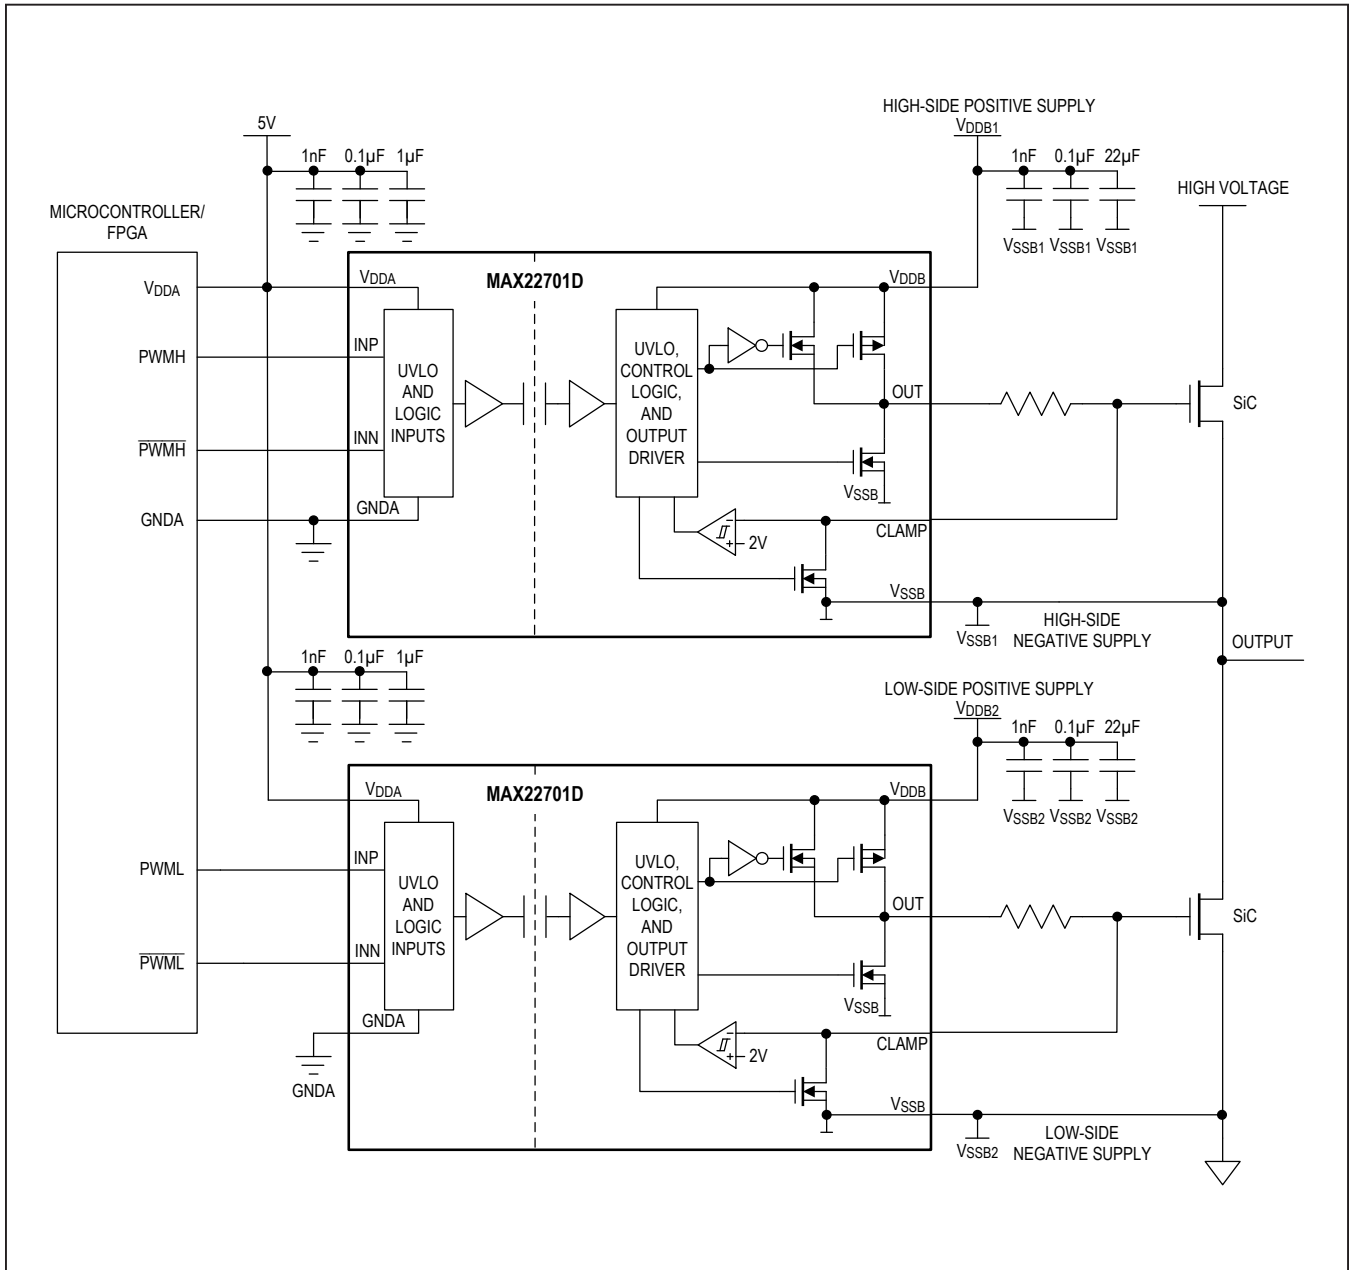 5V
1nF 0.1µF 1µF
HIGH-SIDE POSITIVE SUPPLY
VDDB1
1nF 0.1µF 22µF
VSSB1 VSSB1 VSSB1
HIGH VOLTAGE
MICROCONTROLLER/
FPGA
VDDA
PWMH
PWMH
GNDA
VDDA
MAX22701D
VDDB
INP
UVLO
AND
LOGIC
INPUTS
INN
GNDA
UVLO,
CONTROL
LOGIC,
AND
OUTPUT
DRIVER
OUT
VSSB
SiC
- + 2V
CLAMP
VSSB
VSSB1
HIGH-SIDE
NEGATIVE SUPPLY
OUTPUT
1nF 0.1µF 1µF
LOW-SIDE POSITIVE SUPPLY
VDDB2
1nF 0.1µF 22µF
VSSB2 VSSB2 VSSB2
PWML
PWML
VDDA
MAX22701D
VDDB
INP
UVLO
AND
LOGIC
INPUTS
INN
GNDA
GNDA
UVLO,
CONTROL
LOGIC,
AND
OUTPUT
DRIVER
OUT
VSSB
SiC
- + 2V
CLAMP
VSSB
VSSB2
LOW-SIDE
NEGATIVE SUPPLY